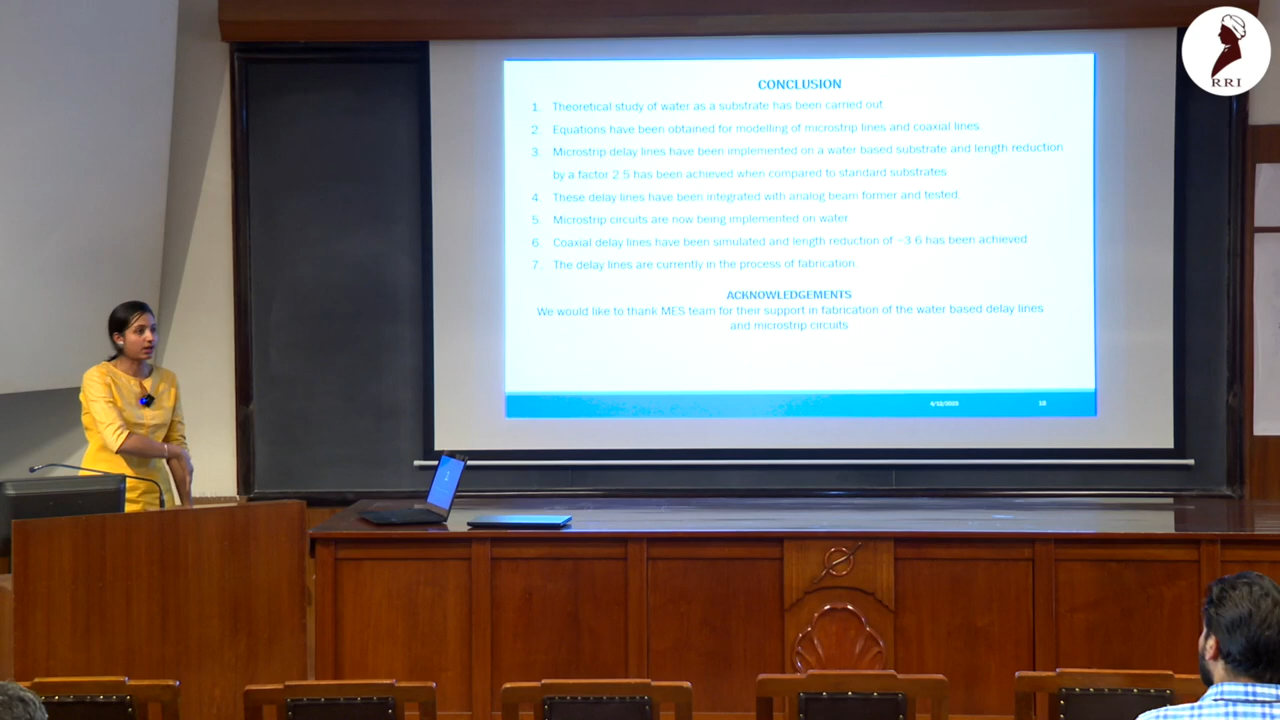 RRI
CONCLUSION
1. Theoretical study of water as a substrate has been carried out
2. Equations have been obtained for modelling of microstrip lines and coaxial lines.
3. Microstrip delay lines have been implemented on a water based substrate and length reduction
by a factor 2.5 has been achieved when compared to standard substrates.
4. These delay lines have been integrated with analog beam former and tested.
5. Microstrip circuits are now being implemented on water.
6. Coaxial delay lines have been simulated and length reduction of ~3.6 has been achieved.
7. The delay lines are currently in the process of fabrication.
ACKNOWLEDGEMENTS
We would like to thank MES team for their support in fabrication of the water based delay lines
and microstrip circuits
18